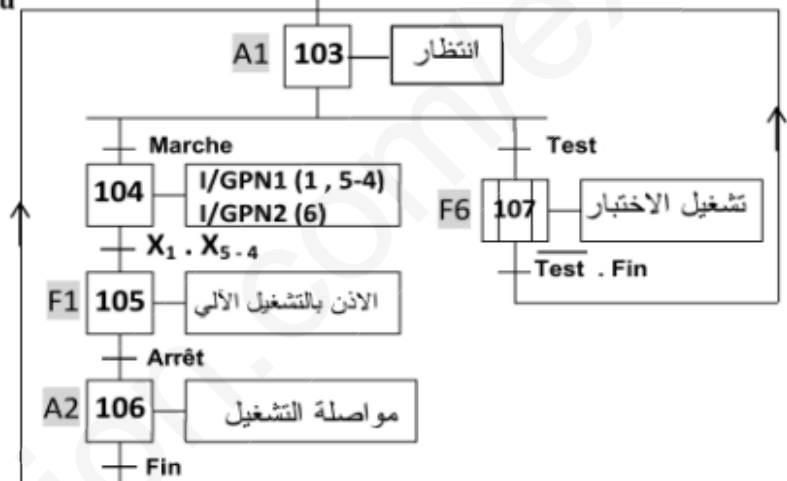 A1 103 انتظار
Marche
Test
104
I/GPN1 (1 , 5-4)
I/GPN2 (6)
F6 107 تشغيل الاختبار
X1 . X5-4
Test . Fin
F1 105 الاذن بالتشغيل الآلي
Arrêt
A2 106 مواصلة التشغيل
Fin